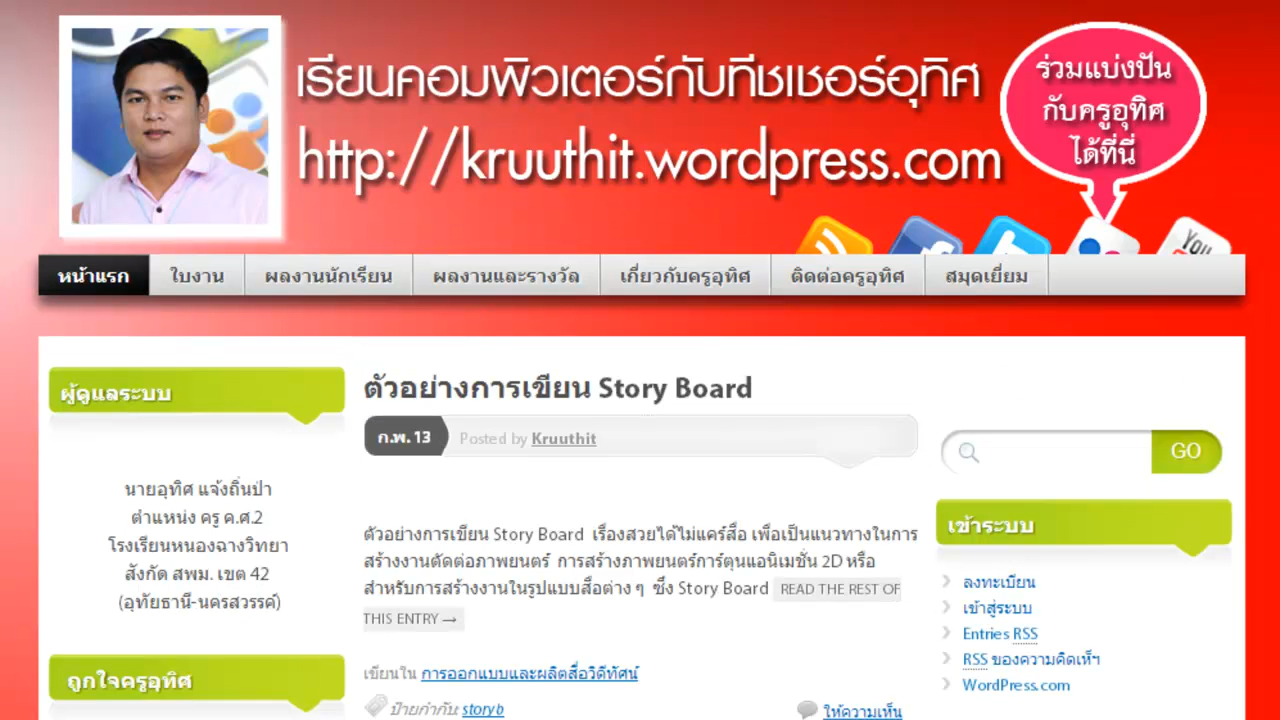 เรียนคอมพิวเตอร์กับทีชเชอร์อุทิศ
http://kruuthit.wordpress.com
ร่วมแบ่งปัน
กับครูอุทิศ
ได้ที่นี่
You
หน้าแรก
ใบงาน
ผลงานนักเรียน
ผลงานและรางวัล
เกี่ยวกับครูอุทิศ
ติดต่อครูอุทิศ
สมุดเยี่ยม
ผู้ดูแลระบบ
นายอุทิศ แจ้งถิ่นป่า
ตำแหน่ง ครู ค.ศ.2
โรงเรียนหนองฉางวิทยา
สังกัด สพม. เขต 42
(อุทัยธานี-นครสวรรค์)
ถูกใจครูอุทิศ
ตัวอย่างการเขียน Story Board
ก.พ. 13 Posted by Kruuthit
ตัวอย่างการเขียน Story Board เรื่องสวยได้ไม่แคร์สื่อ เพื่อเป็นแนวทางในการ
สร้างงานตัดต่อภาพยนตร์ การสร้างภาพยนตร์การ์ตูนแอนิเมชั่น 2D หรือ
สำหรับการสร้างงานในรูปแบบสื่อต่าง ๆ ซึ่ง Story Board READ THE REST OF
THIS ENTRY →
เขียนใน การออกแบบและผลิตสื่อวิดีทัศน์
ป้ายกำกับ: storyb
ให้ความเห็น
GO
เข้าระบบ
ลงทะเบียน
เข้าสู่ระบบ
Entries RSS
RSS ของความคิดเห็น
WordPress.com